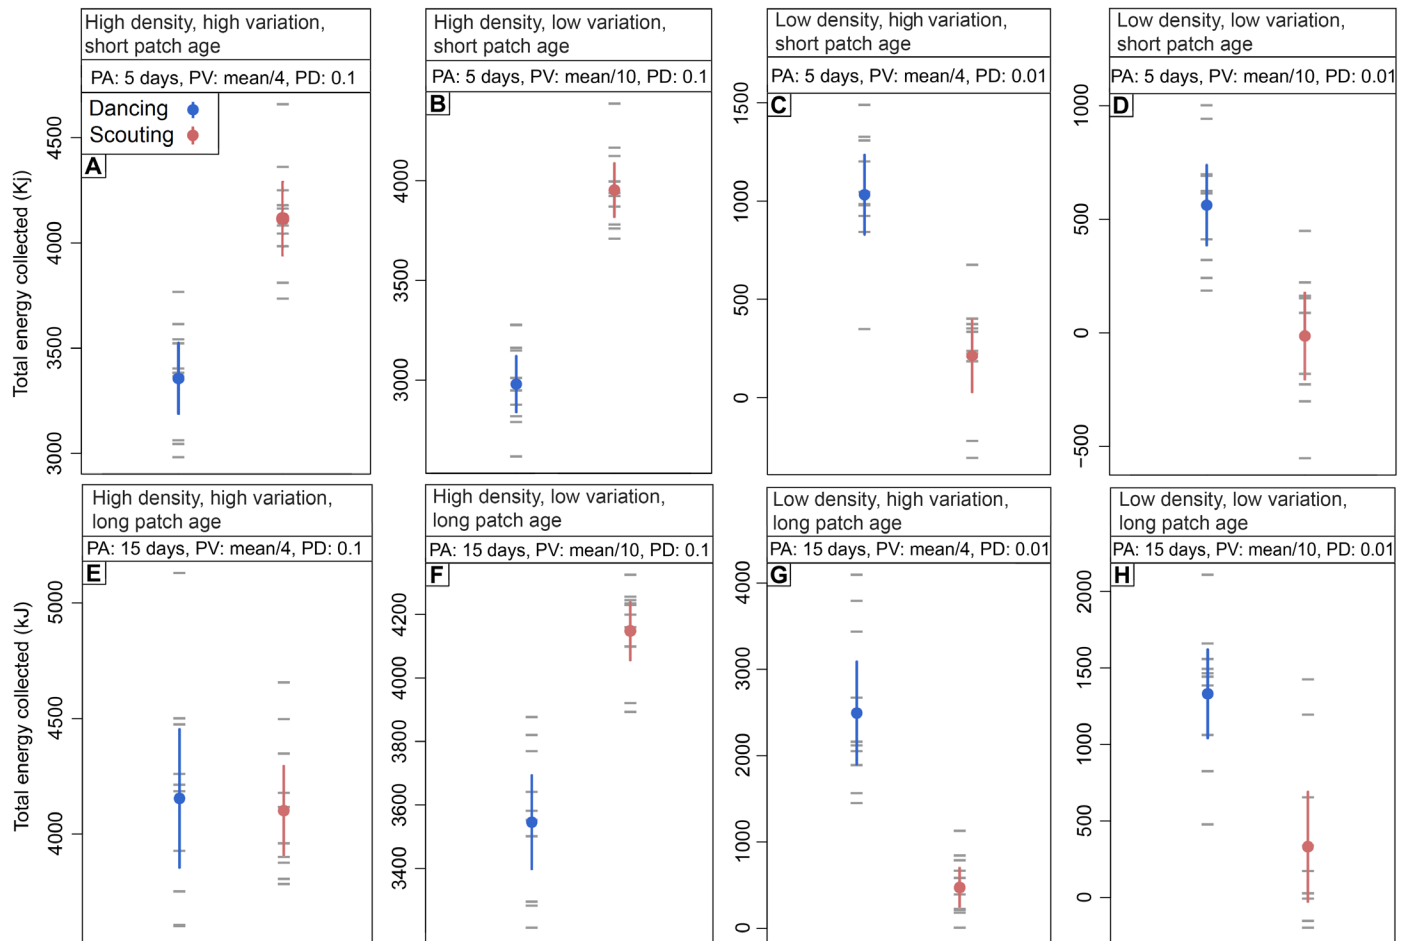 High density, high variation,
short patch age
PA: 5 days, PV: mean/4, PD: 0.1
Dancing
Scouting
A
Total energy collected (Kj)
4500
4000
3500
3000
High density, low variation,
short patch age
PA: 5 days, PV: mean/10, PD: 0.1
B
4000
3500
3000
Low density, high variation,
short patch age
PA: 5 days, PV: mean/4, PD: 0.01
C
1500
1000
500
0
Low density, low variation,
short patch age
PA: 5 days, PV: mean/10, PD: 0.01
D
1000
500
0
−500
High density, high variation,
long patch age
PA: 15 days, PV: mean/4, PD: 0.1
E
Total energy collected (kJ)
5000
4500
4000
High density, low variation,
long patch age
PA: 15 days, PV: mean/10, PD: 0.1
F
4200
4000
3800
3600
3400
Low density, high variation,
long patch age
PA: 15 days, PV: mean/4, PD: 0.01
G
4000
3000
2000
1000
0
Low density, low variation,
long patch age
PA: 15 days, PV: mean/10, PD: 0.01
H
2000
1500
1000
500
0